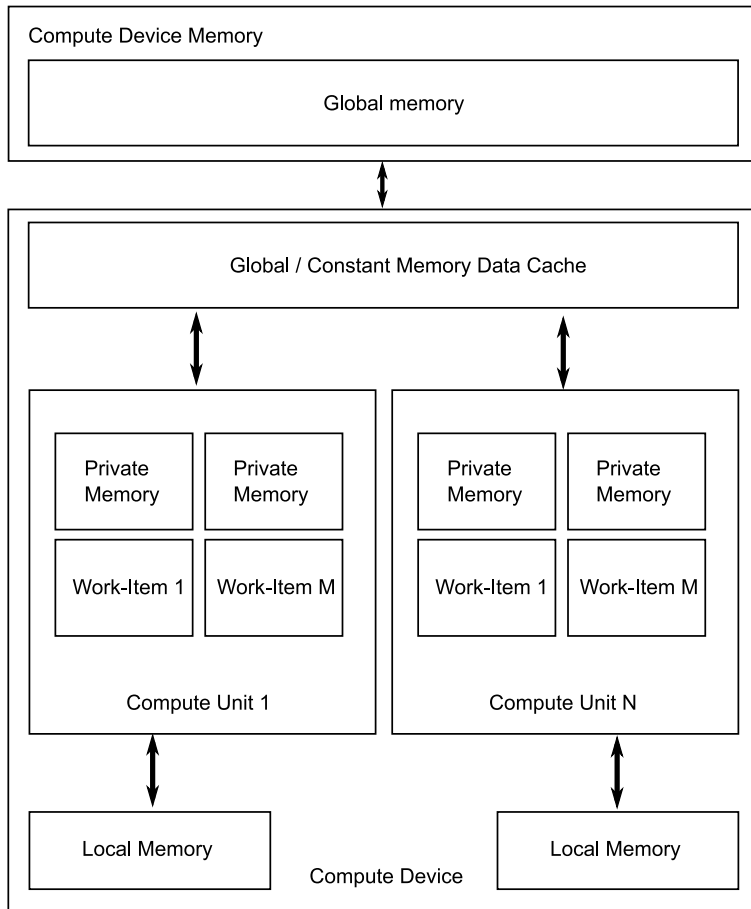 Compute Device Memory
Global memory
Global / Constant Memory Data Cache
Private
Memory
Private
Memory
Work-Item 1
Work-Item M
Compute Unit 1
Private
Memory
Private
Memory
Work-Item 1
Work-Item M
Compute Unit N
Local Memory
Local Memory
Compute Device